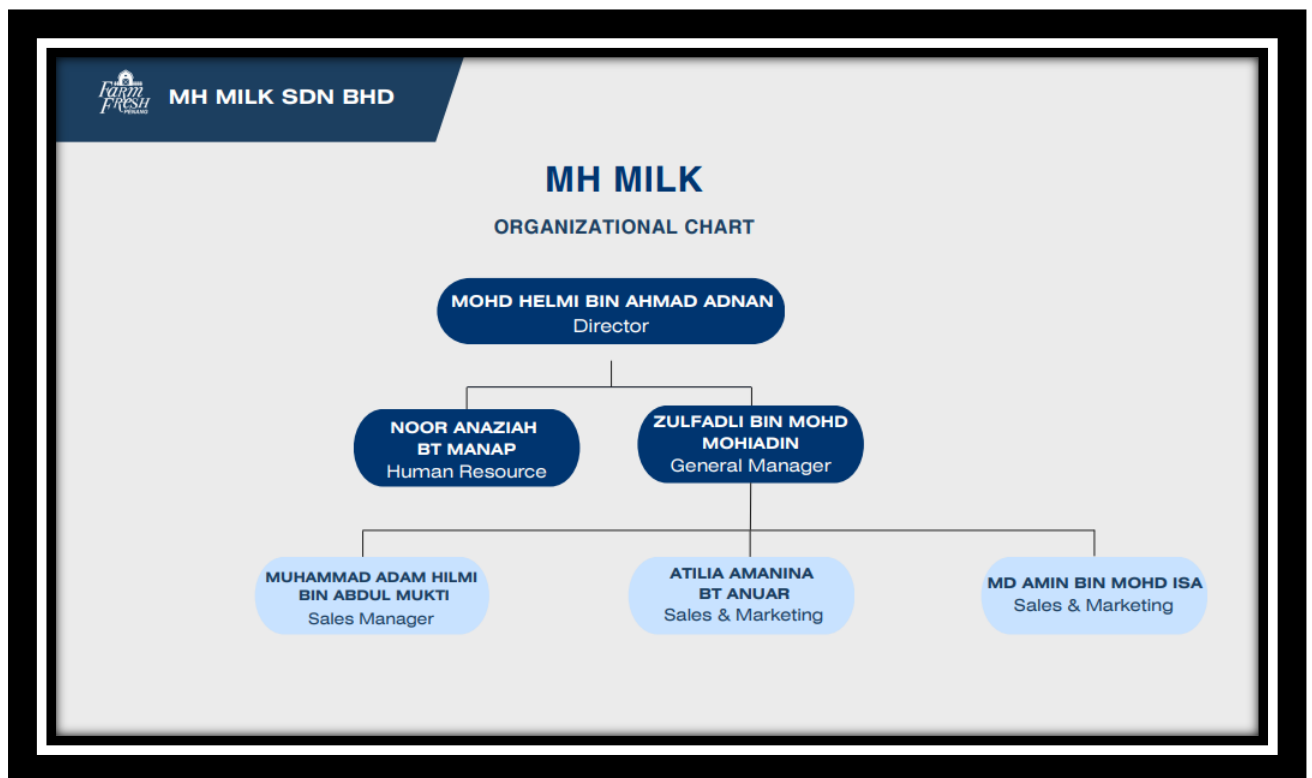 FARM
FRESH
PENANG
MH MILK SDN BHD
MH MILK
ORGANIZATIONAL CHART
MOHD HELMI BIN AHMAD ADNAN
Director
NOOR ANAZIAH
BT MANAP
Human Resource
ZULFADLI BIN MOHD
MOHIADIN
General Manager
MUHAMMAD ADAM HILMI
BIN ABDUL MUKTI
Sales Manager
ATILIA AMANINA
BT ANUAR
Sales & Marketing
MD AMIN BIN MOHD ISA
Sales & Marketing